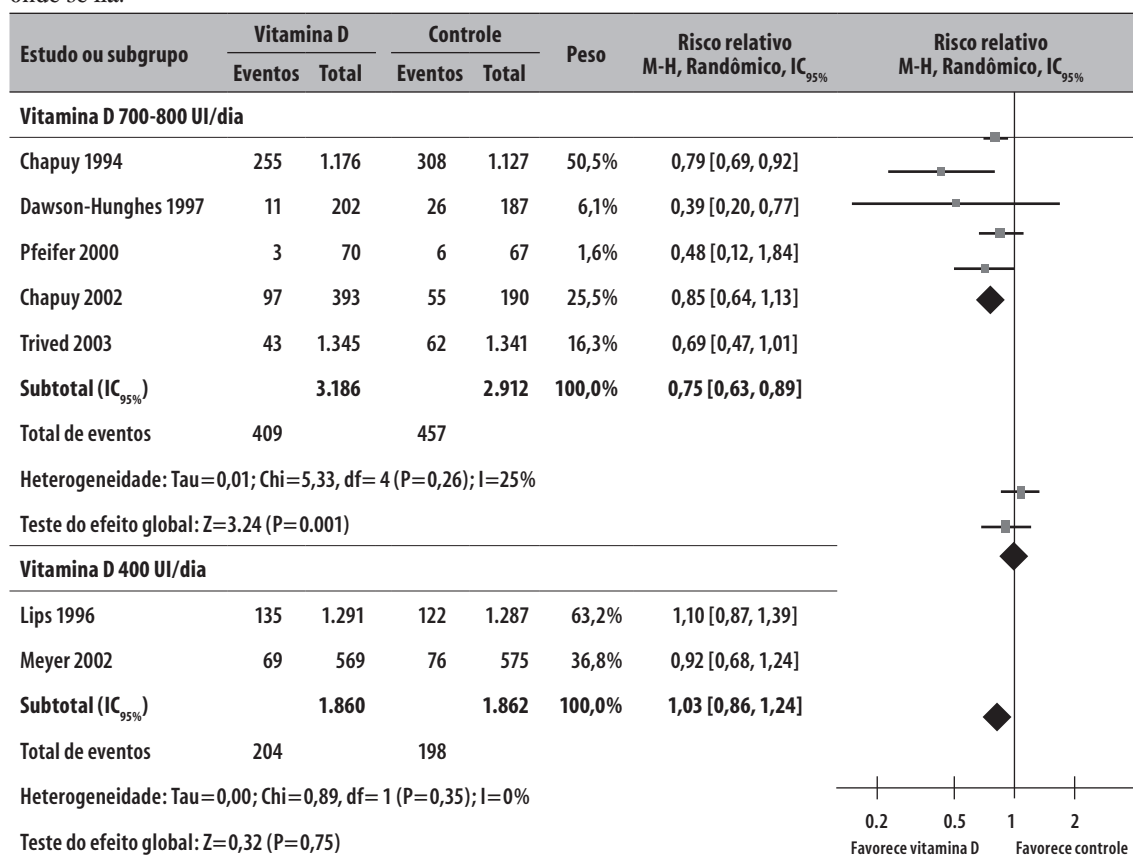 onde se há.
Estudo ou subgrupo Vitamina D Controle Peso Risco relativo M-H, Randômico, IC95% Risco relativo M-H, Randômico, IC95%
Eventos Total Eventos Total
Vitamina D 700-800 UI/dia
Chapuy 1994 255 1.176 308 1.127 50,5% 0,79 [0,69, 0,92]
Dawson-Hunghes 1997 11 202 26 187 6,1% 0,39 [0,20, 0,77]
Pfeifer 2000 3 70 6 67 1,6% 0,48 [0,12, 1,84]
Chapuy 2002 97 393 55 190 25,5% 0,85 [0,64, 1,13]
Trived 2003 43 1.345 62 1.341 16,3% 0,69 [0,47, 1,01]
Subtotal (IC95%) 3.186 2.912 100,0% 0,75 [0,63, 0,89]
Total de eventos 409 457
Heterogeneidade: Tau=0,01; Chi=5,33, df= 4 (P=0,26); I=25%
Teste do efeito global: Z=3.24 (P=0.001)
Vitamina D 400 UI/dia
Lips 1996 135 1.291 122 1.287 63,2% 1,10 [0,87, 1,39]
Meyer 2002 69 569 76 575 36,8% 0,92 [0,68, 1,24]
Subtotal (IC95%) 1.860 1.862 100,0% 1,03 [0,86, 1,24]
Total de eventos 204 198
Heterogeneidade: Tau=0,00; Chi=0,89, df= 1 (P=0,35); I=0%
Teste do efeito global: Z=0,32 (P=0,75)
0.2 0.5 1 2
Favorece vitamina D Favorece controle